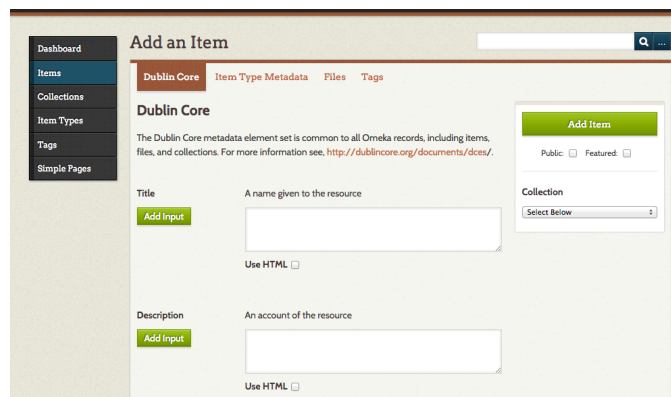 Add an Item
...
Dashboard
Items
Collections
Item Types
Tags
Simple Pages
Dublin Core Item Type Metadata Files Tags
Dublin Core
The Dublin Core metadata element set is common to all Omeka records, including items,
files, and collections. For more information see, http://dublincore.org/documents/dces/.
Title
A name given to the resource
Add Input
Use HTML
Description
An account of the resource
Add Input
Use HTML
Add Item
Public: Featured:
Collection
Select Below